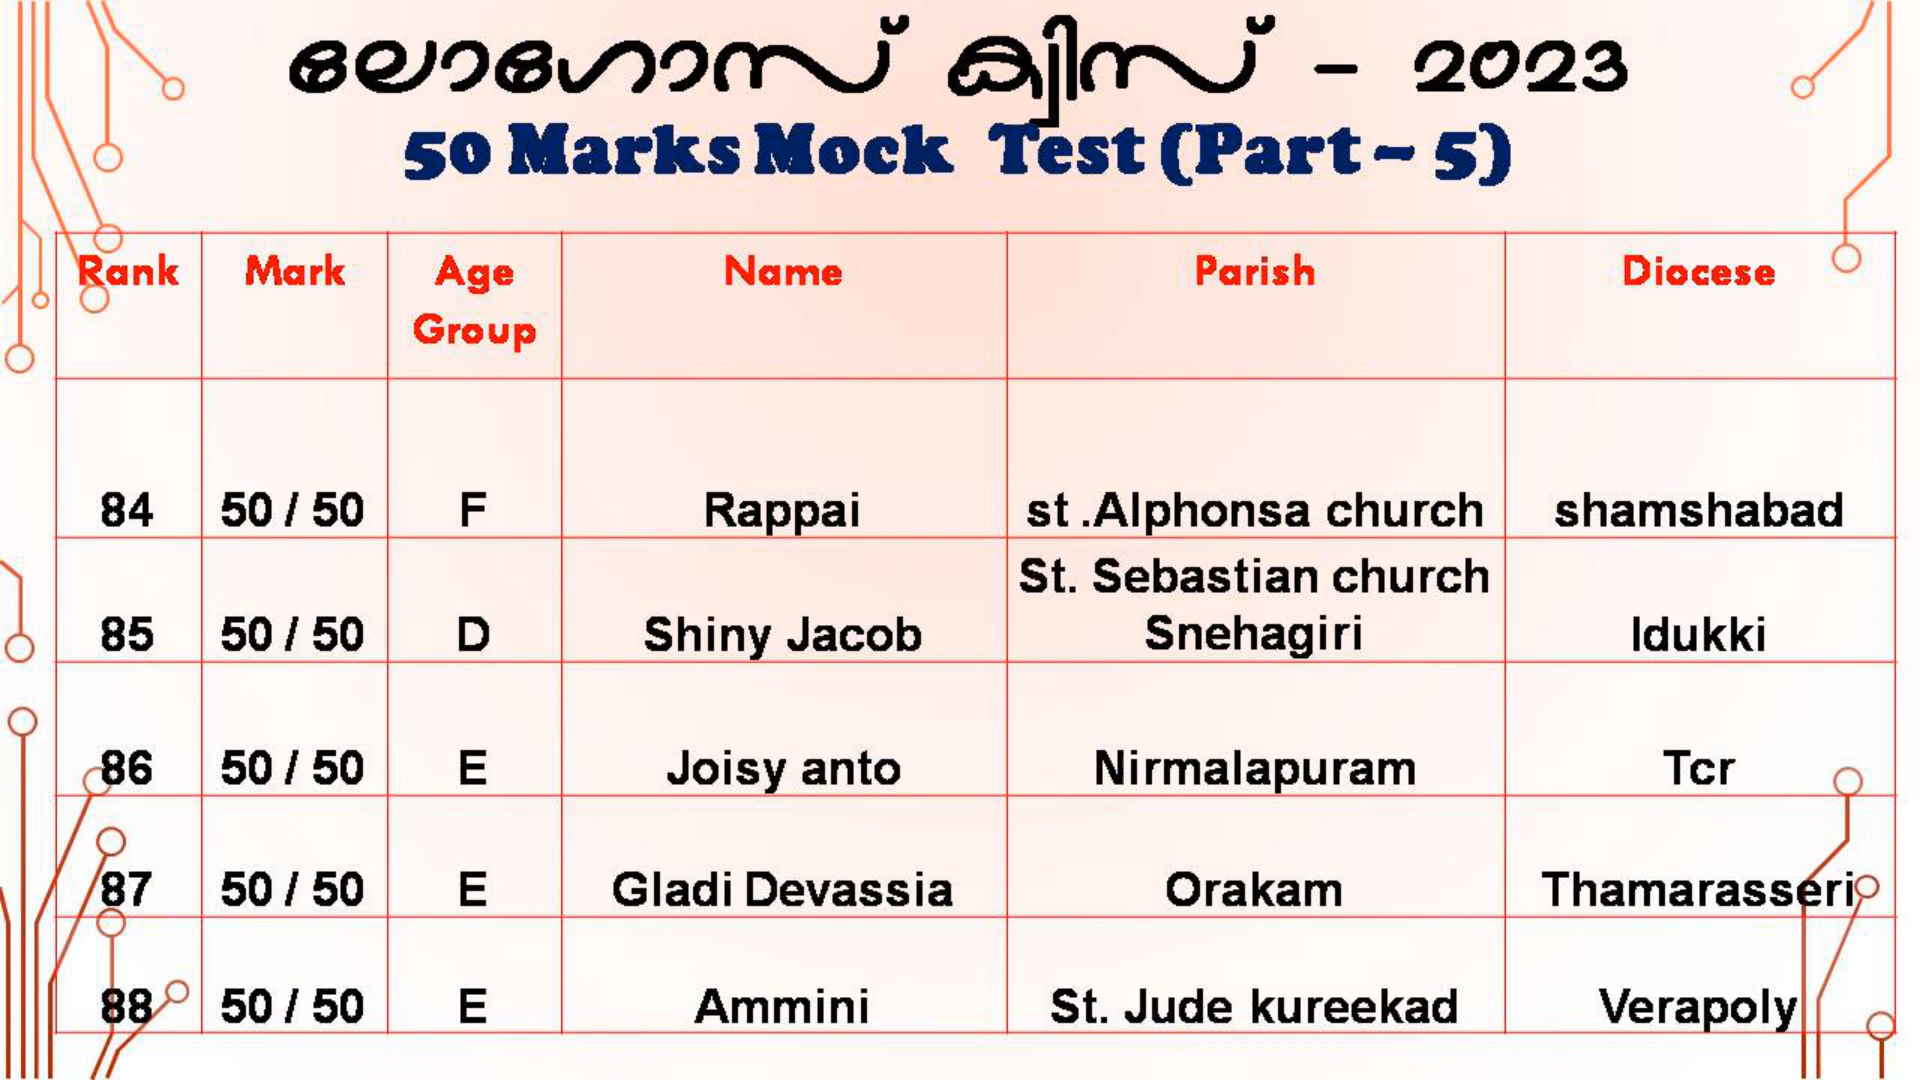 ലോഗോസ് ക്വിസ് - 2023
50 Marks Mock Test (Part - 5)
Rank Mark Age Group Name Parish Diocese
84 50 / 50 F Rappai st .Alphonsa church shamshabad
85 50 / 50 D Shiny Jacob St. Sebastian church Snehagiri Idukki
86 50 / 50 E Joisy anto Nirmalapuram Tcr
87 50 / 50 E Gladi Devassia Orakam Thamarasseri
88 50 / 50 E Ammini St. Jude kureekad Verapoly